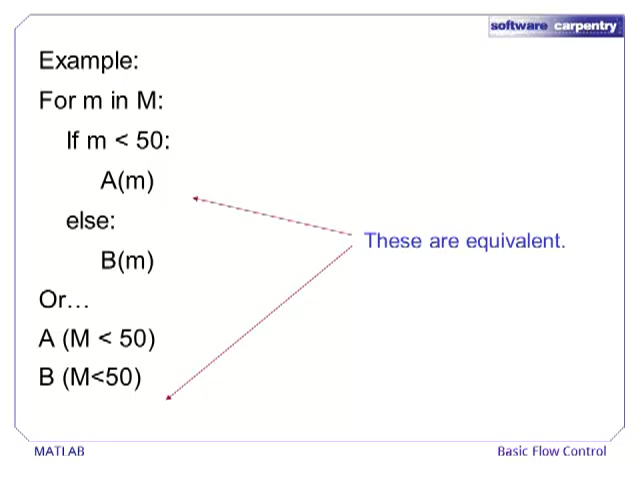 software carpentry
Example:
For m in M:
If m < 50:
A(m)
else:
These are equivalent.
B(m)
Or…
A (M < 50)
B (M<50)
MATLAB
Basic Flow Control